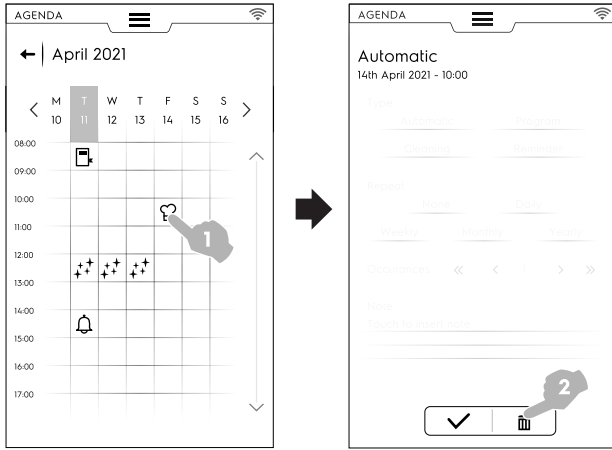 AGENDA
April 2021
M T W T F S S
10 11 12 13 14 15 16
08:00
09:00
10:00
11:00
12:00
13:00
14:00
15:00
16:00
17:00
1
AGENDA
Automatic
14th April 2021 - 10:00
Type
Automatic Program
Cleaning Reminder
Repeat
None Daily
Weekly Monthly Yearly
Occurrences 1
Note
Touch to insert note
2